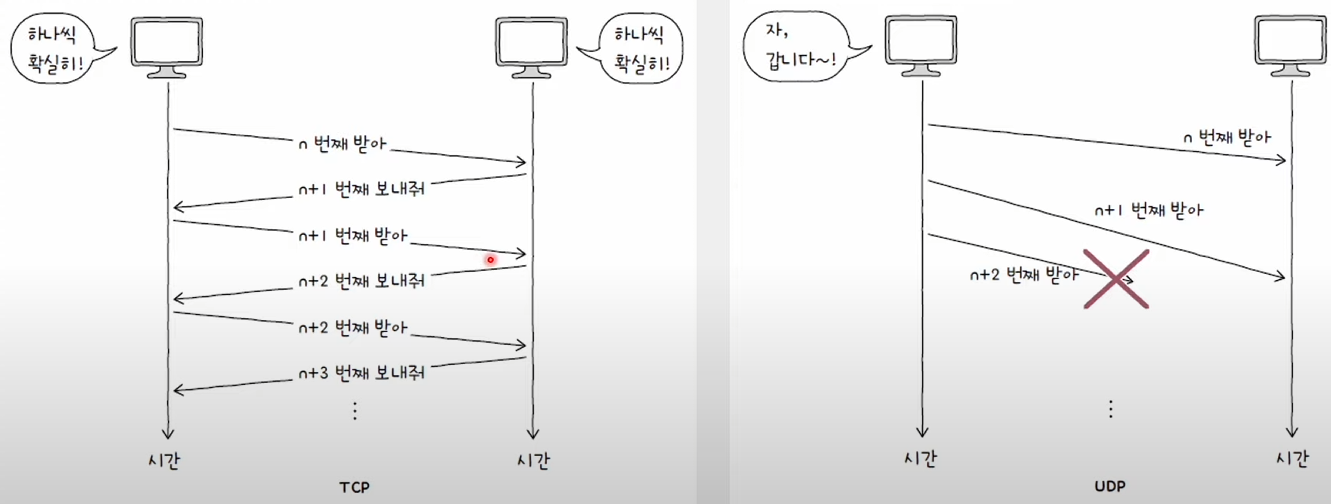 하나씩
확실히!
하나씩
확실히!
n 번째 받아
n+1 번째 보내줘
n+1 번째 받아
n+2 번째 보내줘
n+2 번째 받아
n+3 번째 보내줘
시간
시간
TCP
자,
갑니다~!
n 번째 받아
n+1 번째 받아
n+2 번째 받아
시간
시간
UDP